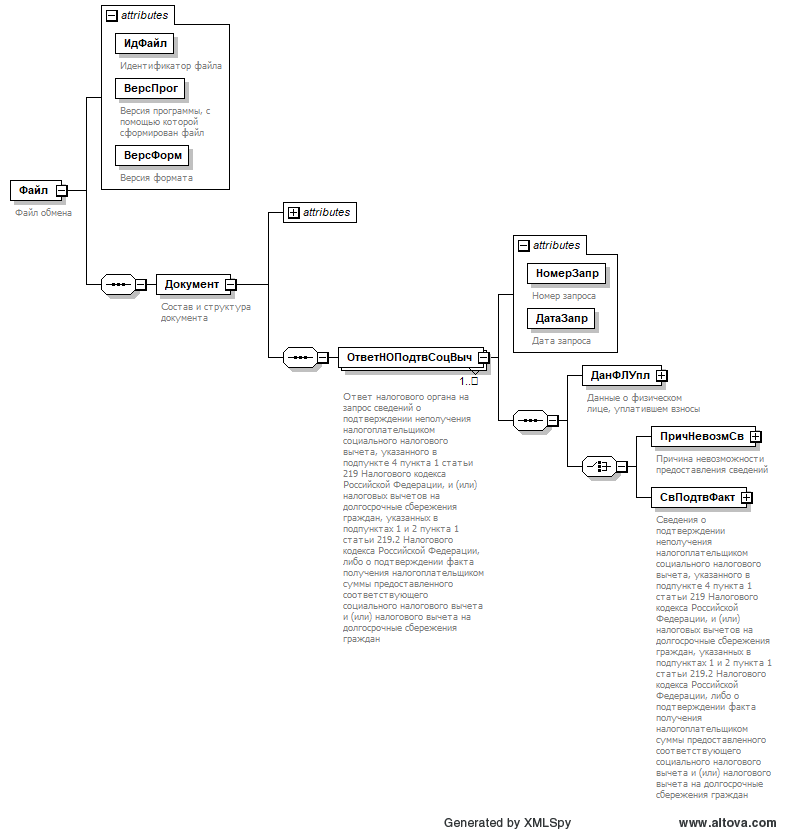 attributes
ИдФайл
Идентификатор файла
ВерсПрог
Версия программы, с
помощью которой
сформирован файл
ВерсФорм
Версия формата
Файл
Файл обмена
Документ
Состав и структура
документа
attributes
ОтветНОПодтвСоцВыч
1..
Ответ налогового органа на
запрос сведений о
подтверждении неполучения
налогоплательщиком
социального налогового
вычета, указанного в
подпункте 4 пункта 1 статьи
219 Налогового кодекса
Российской Федерации, и (или)
налоговых вычетов на
долгосрочные сбережения
граждан, указанных в
подпунктах 1 и 2 пункта 1
статьи 219.2 Налогового
кодекса Российской Федерации,
либо о подтверждении факта
получения налогоплательщиком
суммы предоставленного
соответствующего
социального налогового вычета
и (или) налогового вычета на
долгосрочные сбережения
граждан
attributes
НомерЗапр
Номер запроса
ДатаЗапр
Дата запроса
ДанФЛУпл
Данные о физическом
лице, уплатившем взносы
ПричНевозмСв
Причина невозможности
предоставления сведений
СвПодтвФакт
Сведения о
подтверждении
неполучения
налогоплательщиком
социального налогового
вычета, указанного в
подпункте 4 пункта 1
статьи 219 Налогового
кодекса Российской
Федерации, и (или)
налоговых вычетов на
долгосрочные сбережения
граждан, указанных в
подпунктах 1 и 2 пункта 1
статьи 219.2 Налогового
кодекса Российской
Федерации, либо о
подтверждении факта
получения
налогоплательщиком
суммы предоставленного
соответствующего
социального налогового
вычета и (или) налогового
вычета на долгосрочные
сбережения граждан
Generated by XMLSpy
www.altova.com